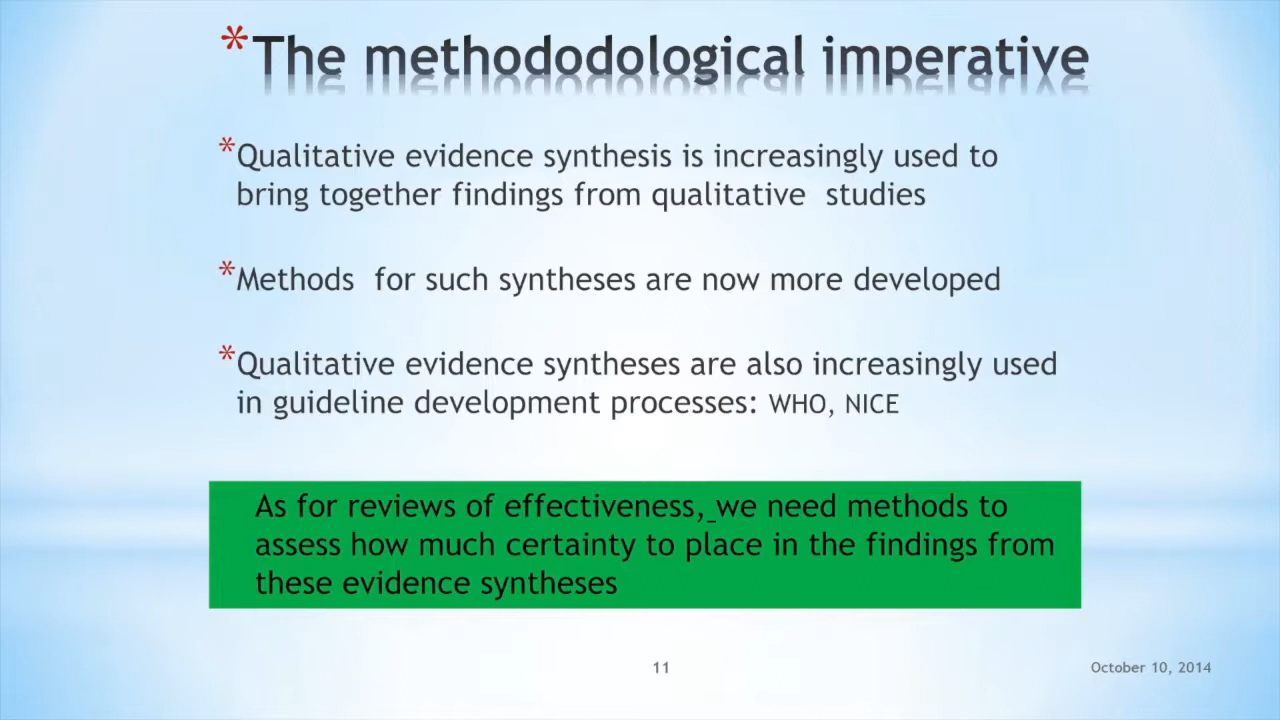 *The methododological imperative
*Qualitative evidence synthesis is increasingly used to
bring together findings from qualitative  studies
*Methods  for such syntheses are now more developed
*Qualitative evidence syntheses are also increasingly used
in guideline development processes: WHO, NICE
As for reviews of effectiveness, we need methods to
assess how much certainty to place in the findings from
these evidence syntheses
11
October 10, 2014